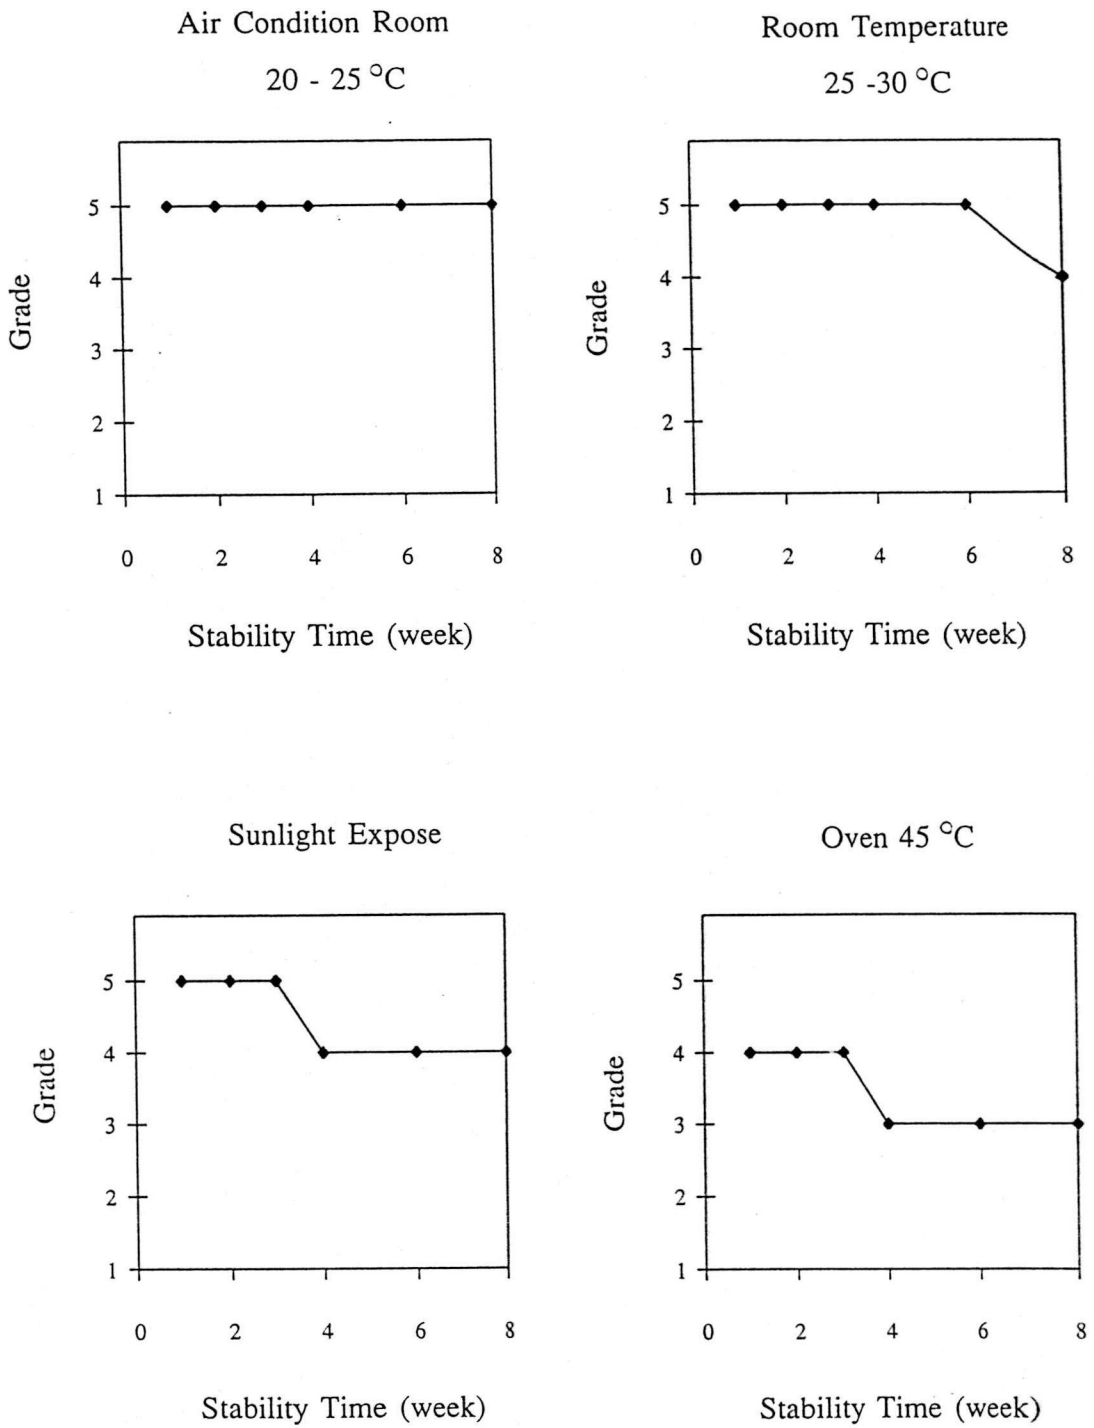 Air Condition Room
20 - 25 °C
Grade
5
4
3
2
1
0 2 4 6 8
Stability Time (week)
Room Temperature
25 -30 °C
Grade
5
4
3
2
1
0 2 4 6 8
Stability Time (week)
Sunlight Expose
Grade
5
4
3
2
1
0 2 4 6 8
Stability Time (week)
Oven 45 °C
Grade
5
4
3
2
1
0 2 4 6 8
Stability Time (week)